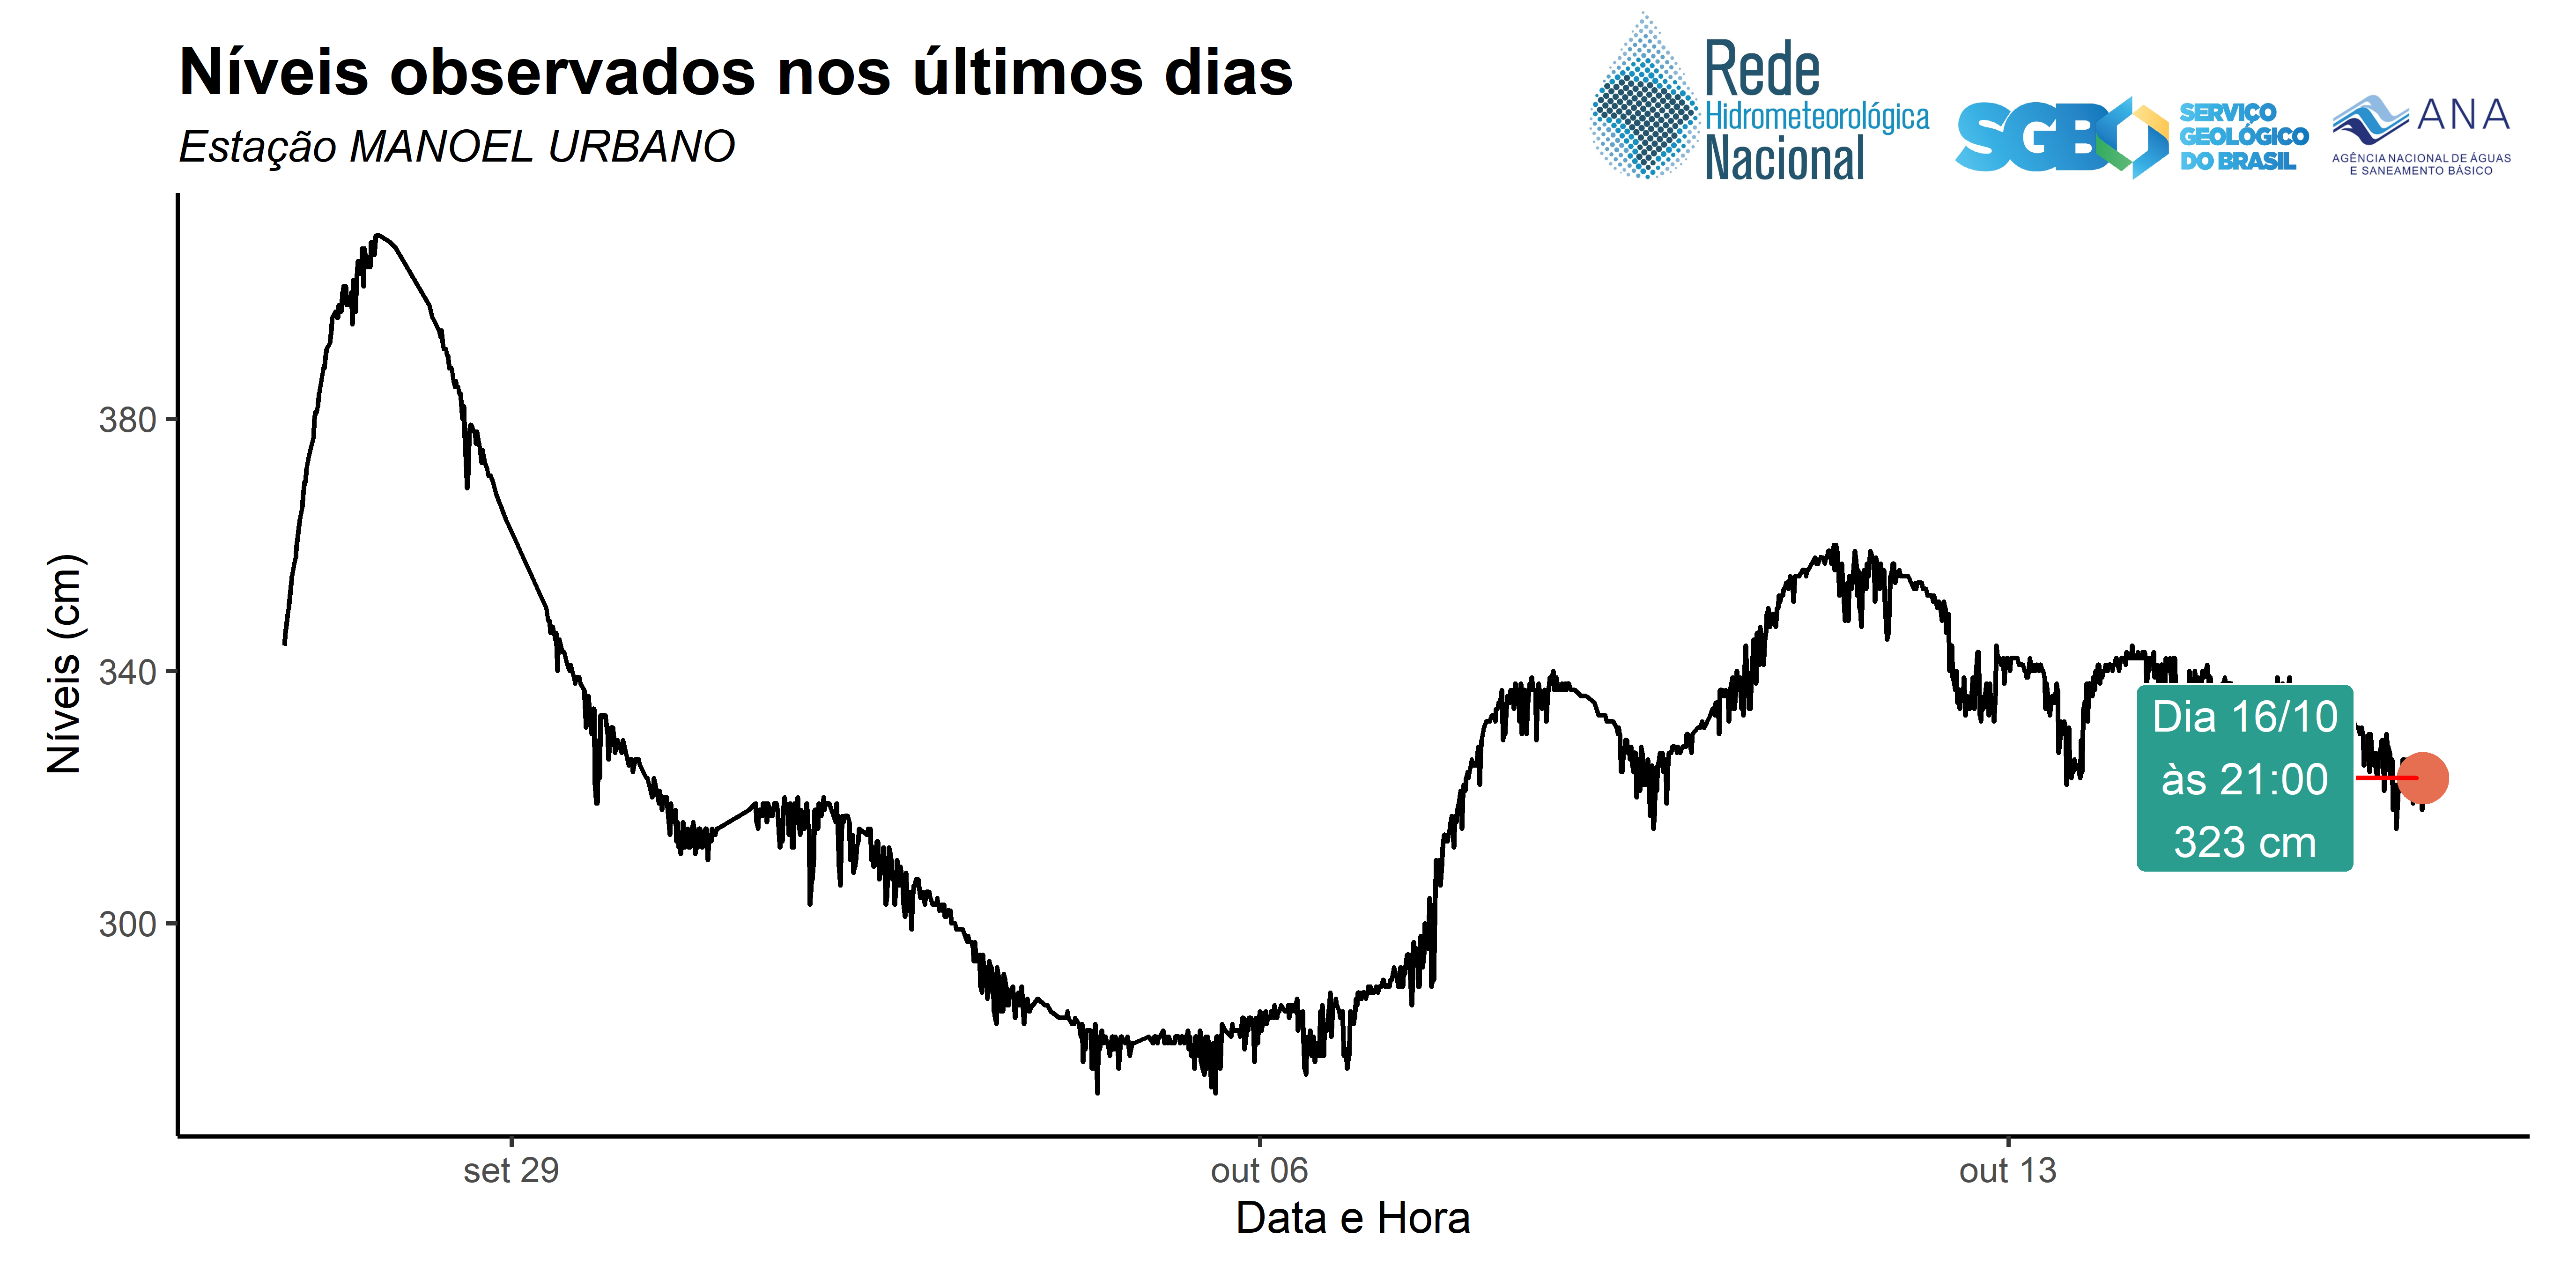 Níveis observados nos últimos dias
Estação MANOEL URBANO
Rede
Hidrometeorológica
Nacional
SGB
SERVIÇO
GEOLÓGICO
DO BRASIL
ANA
AGÊNCIA NACIONAL DE ÁGUAS
E SANEAMENTO BÁSICO
Níveis (cm)
380
340
300
Dia 16/10
às 21:00
323 cm
set 29
out 06
out 13
Data e Hora